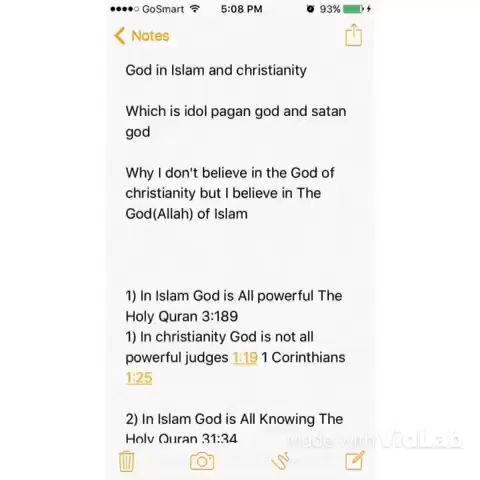 GoSmart 5:08 PM 93%
Notes
God in Islam and christianity
Which is idol pagan god and satan
god
Why I don't believe in the God of
christianity but I believe in The
God(Allah) of Islam
1) In Islam God is All powerful The
Holy Quran 3:189
1) In christianity God is not all
powerful judges 1:19 1 Corinthians
1:25
2) In Islam God is All Knowing The
Holy Quran 31:34
made with VidLab